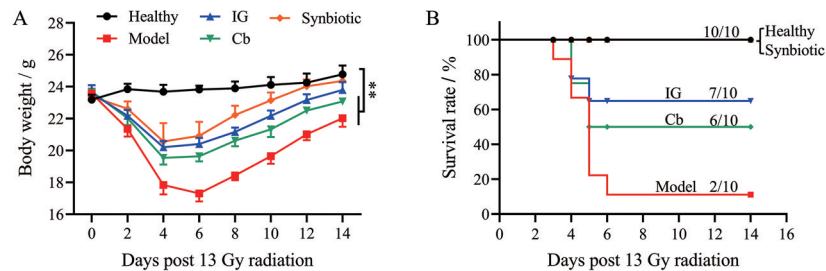 A
Healthy IG Synbiotic
Model Cb
Body weight / g
28
26
24
22
20
18
16
**
0 2 4 6 8 10 12 14
Days post 13 Gy radiation
B
Survival rate / %
100
80
60
40
20
0
10/10 Healthy
Synbiotic
IG 7/10
Cb 6/10
Model 2/10
0 2 4 6 8 10 12 14 16
Days post 13 Gy radiation